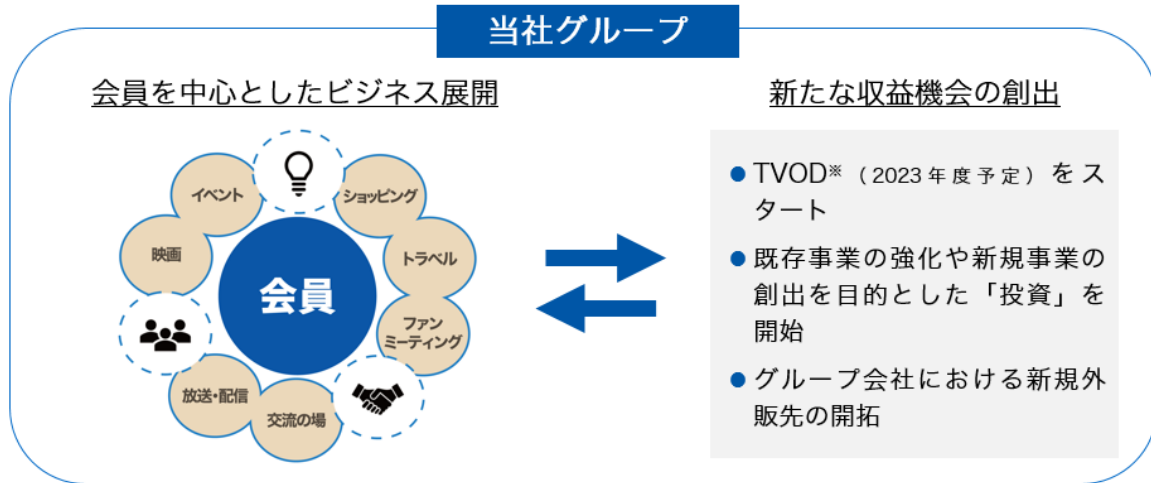 当社グループ
会員を中心としたビジネス展開
イベント
ショッピング
映画
トラベル
会員
ファン
ミーティング
放送・配信
交流の場
新たな収益機会の創出
● TVOD※（2023年度予定）をス
タート
● 既存事業の強化や新規事業の
創出を目的とした「投資」を
開始
● グループ会社における新規外
販先の開拓